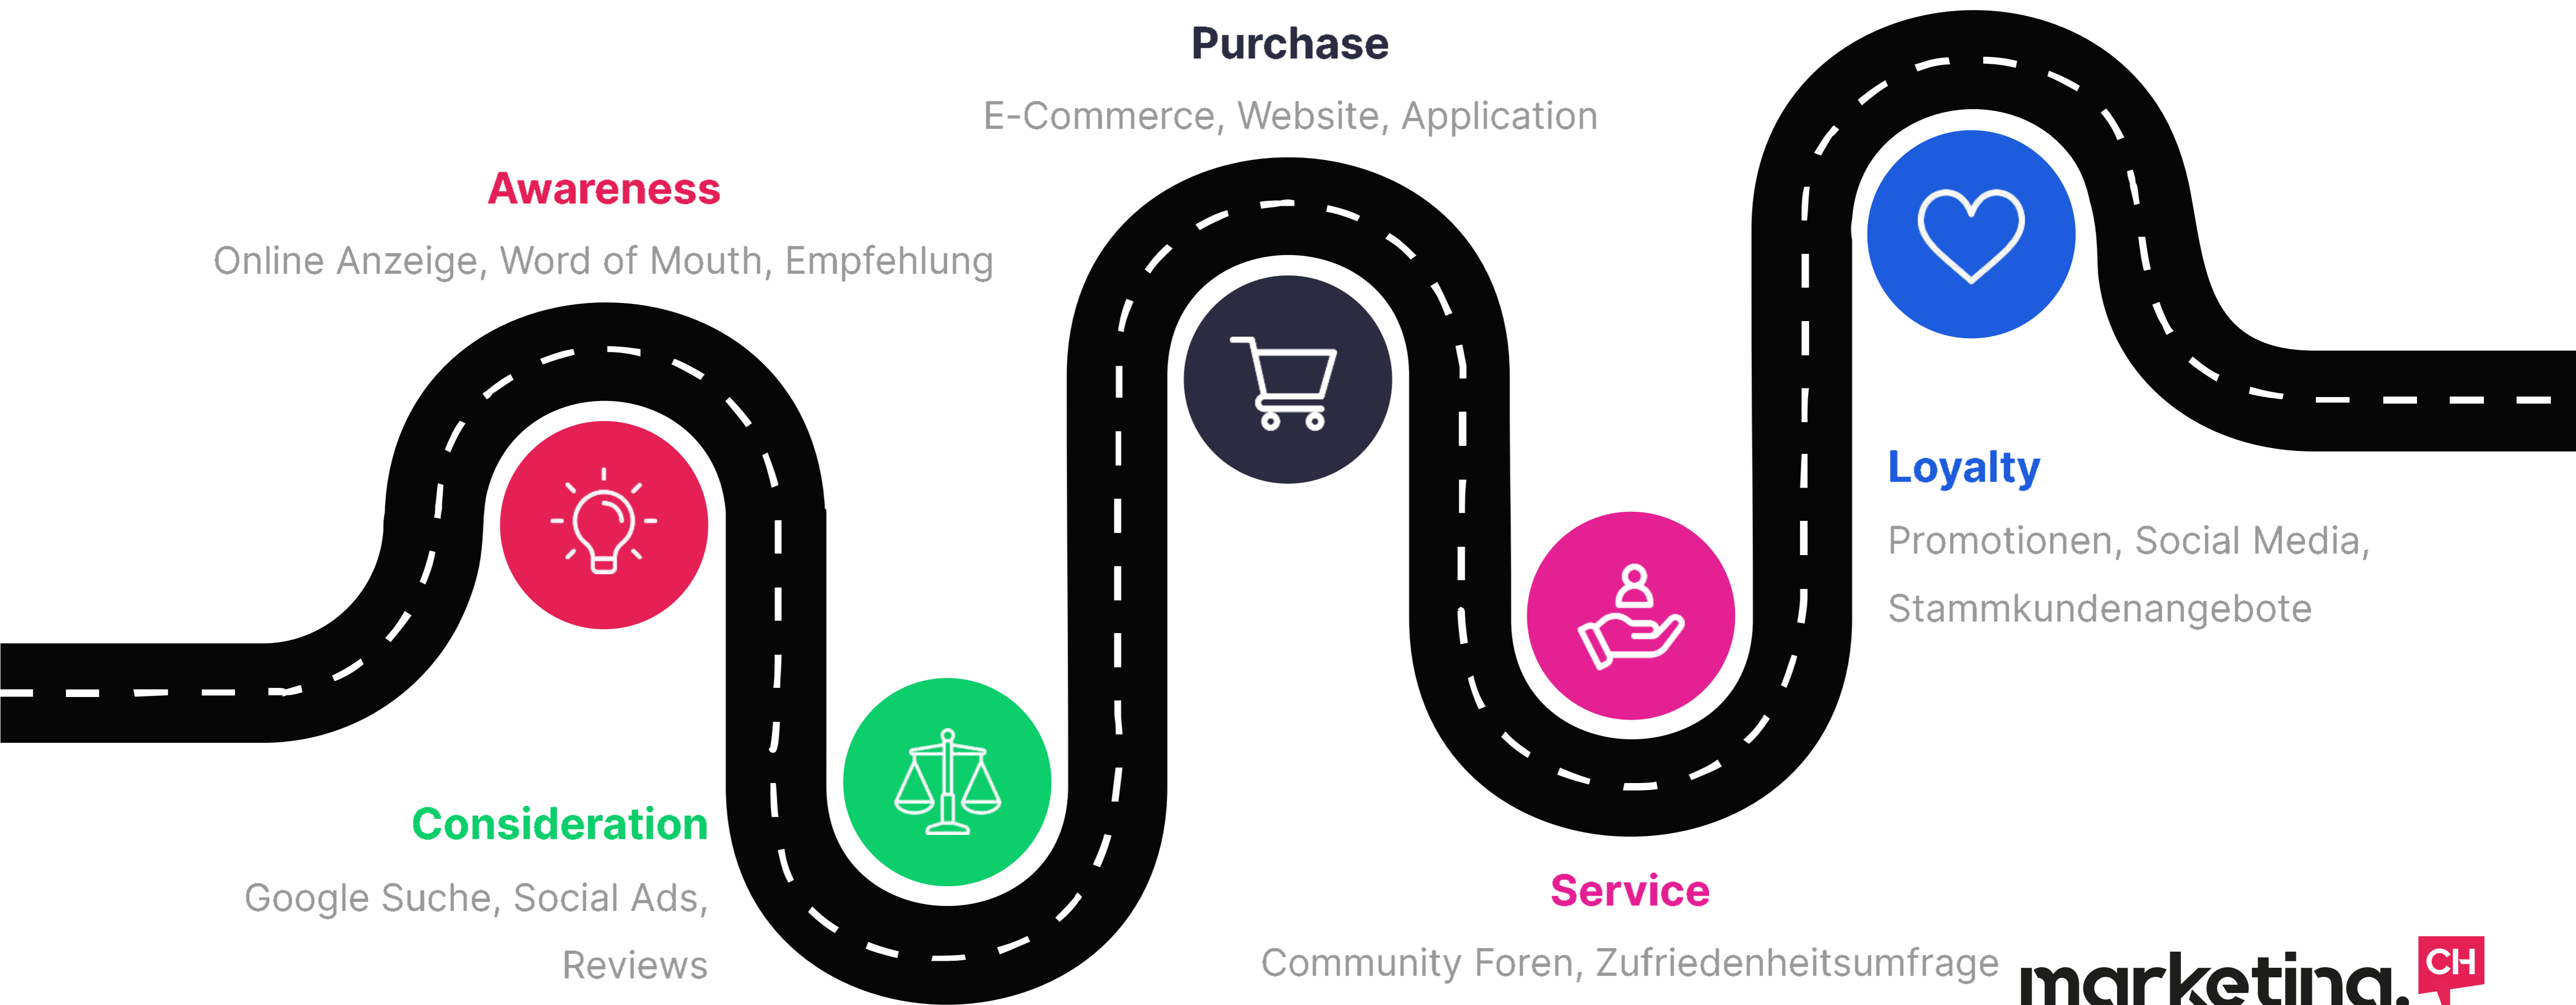 Purchase
E-Commerce, Website, Application
Awareness
Online Anzeige, Word of Mouth, Empfehlung
Loyalty
Promotionen, Social Media,
Stammkundenangebote
Consideration
Google Suche, Social Ads,
Reviews
Service
Community Foren, Zufriedenheitsumfrage
marketing.
CH